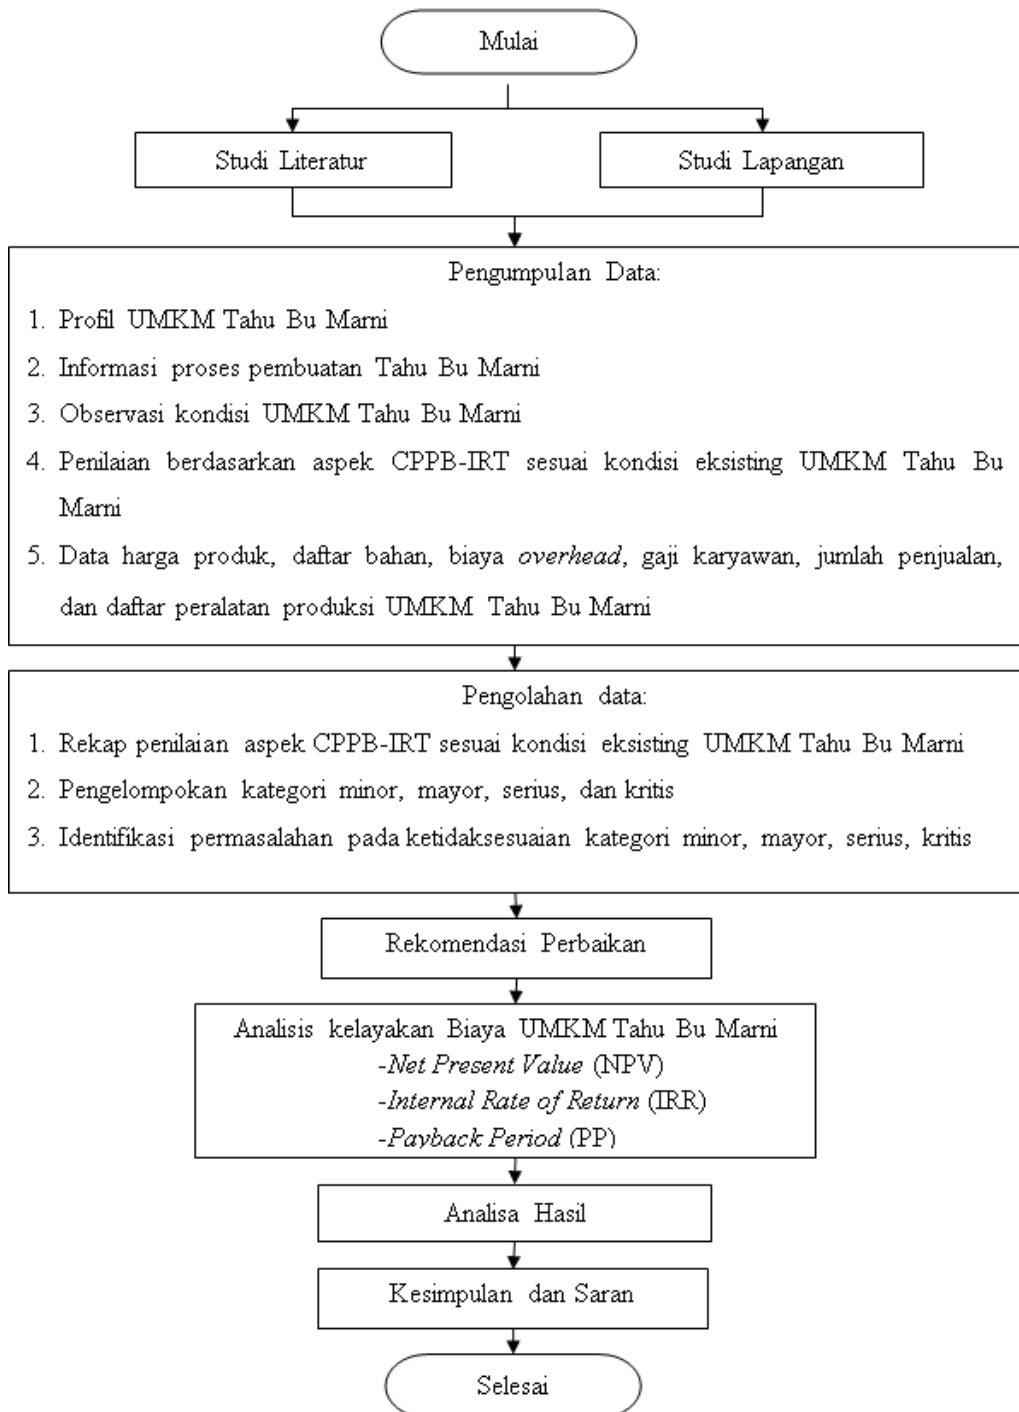 Mulai
Studi Literatur
Studi Lapangan
Pengumpulan Data:
1. Profil UMKM Tahu Bu Marni
2. Informasi proses pembuatan Tahu Bu Marni
3. Observasi kondisi UMKM Tahu Bu Marni
4. Penilaian berdasarkan aspek CPPB-IRT sesuai kondisi eksisting UMKM Tahu Bu
Marni
5. Data harga produk, daftar bahan, biaya overhead, gaji karyawan, jumlah penjualan,
dan daftar peralatan produksi UMKM Tahu Bu Marni
Pengolahan data:
1. Rekap penilaian aspek CPPB-IRT sesuai kondisi eksisting UMKM Tahu Bu Marni
2. Pengelompokan kategori minor, mayor, serius, dan kritis
3. Identifikasi permasalahan pada ketidaksesuaian kategori minor, mayor, serius, kritis
Rekomendasi Perbaikan
Analisis kelayakan Biaya UMKM Tahu Bu Marni
-Net Present Value (NPV)
-Internal Rate of Return (IRR)
-Payback Period (PP)
Analisa Hasil
Kesimpulan dan Saran
Selesai